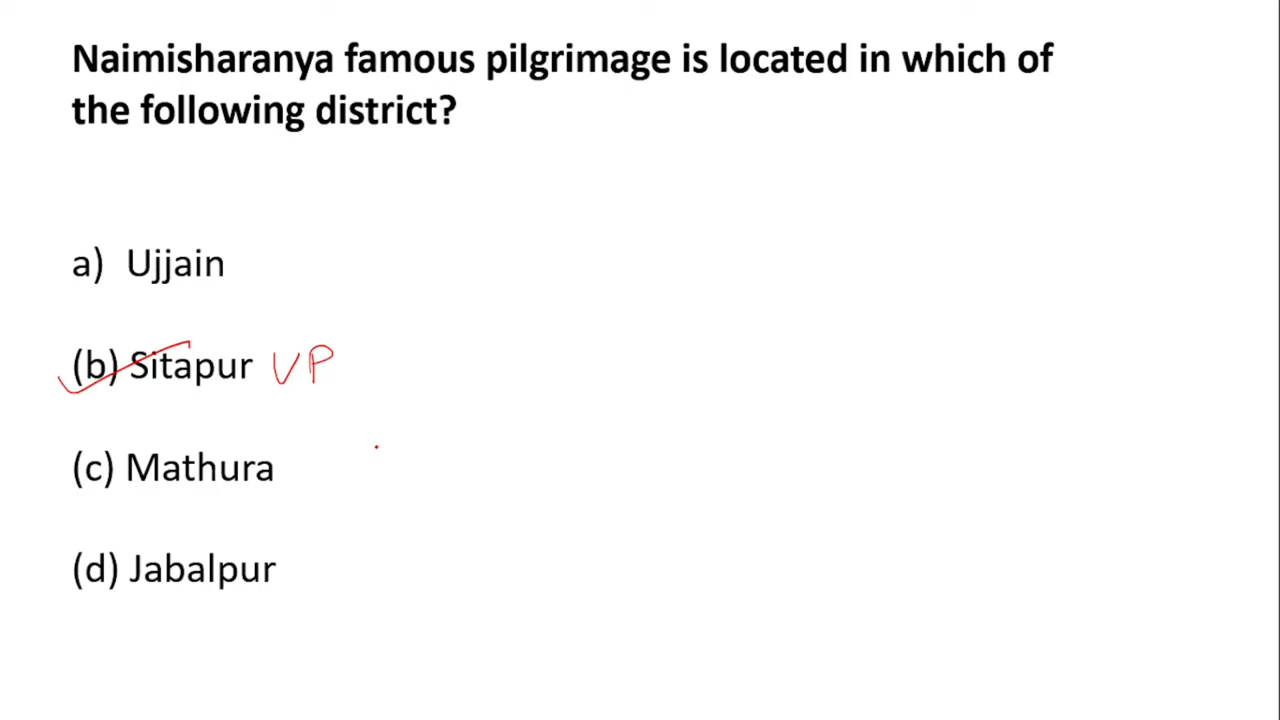 Naimisharanya famous pilgrimage is located in which of
the following district?
a) Ujjain
(b) Sitapur UP
(c) Mathura
(d) Jabalpur